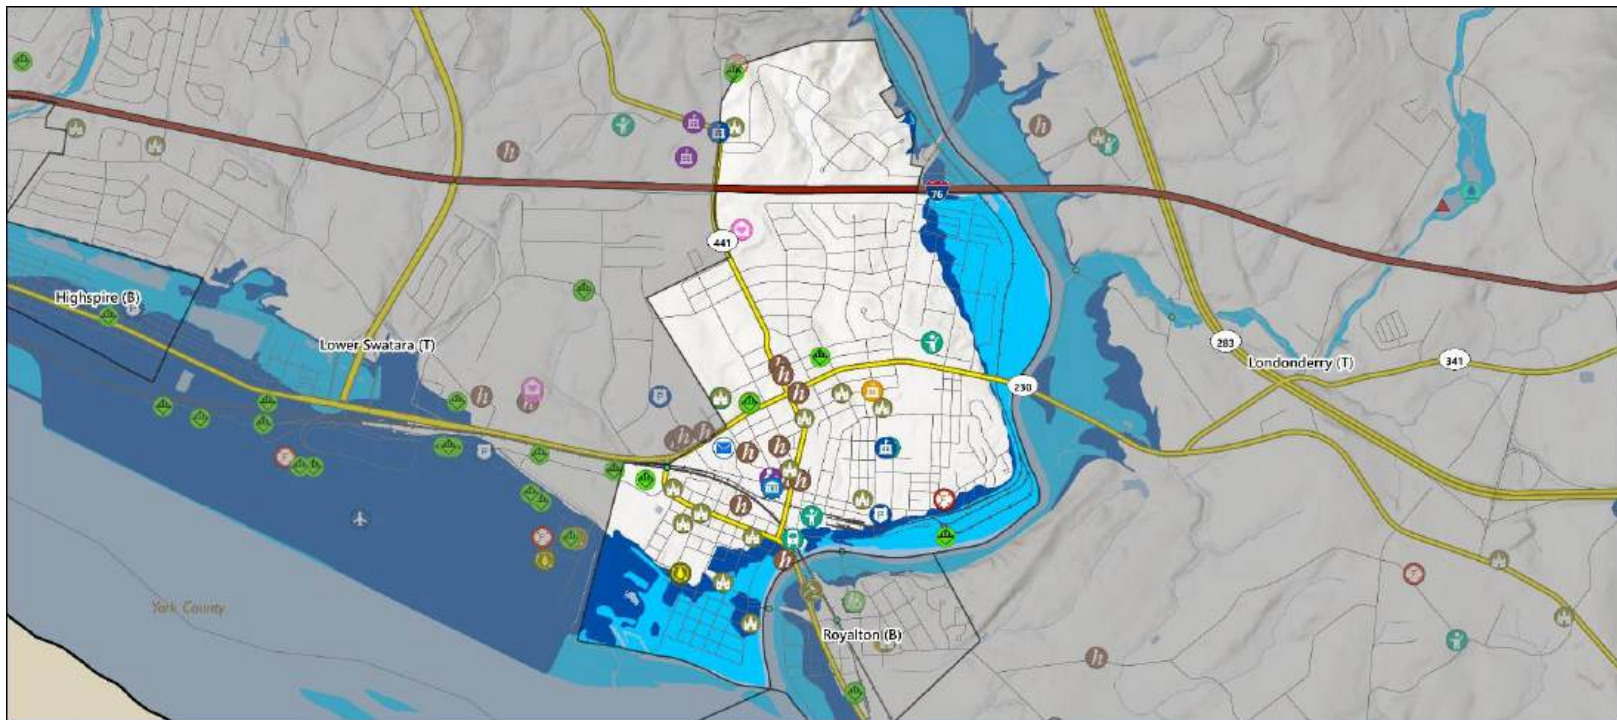 76
441
Highspire (B)
Lower Swatara (T)
283
Londonderry (T)
341
230
York County
Royalton (B)